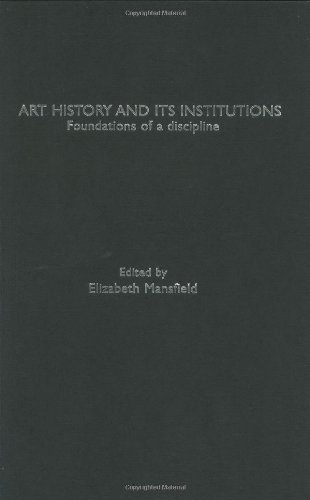 ART HISTORY AND ITS INSTITUTIONS
Foundations of a discipline
Edited by
Elizabeth Mansfield